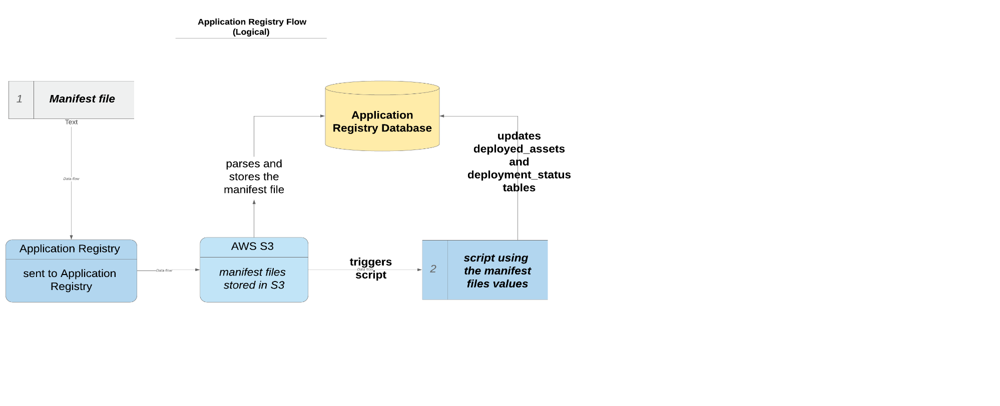 Application Registry Flow
(Logical)
1
Manifest file
Text
Data flow
Application Registry
sent to Application
Registry
Data flow
AWS S3
manifest files
stored in S3
parses and
stores the
manifest file
Application
Registry Database
triggers
script
Data flow
2
script using
the manifest
files values
updates
deployed_assets
and
deployment_status
tables